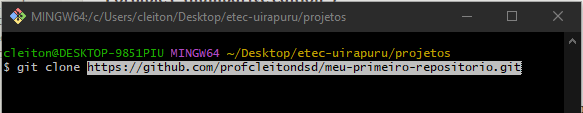 MINGW64:/c/Users/cleiton/Desktop/etec-uirapuru/projetos
cleiton@DESKTOP-9851PIU MINGW64 ~/Desktop/etec-uirapuru/projetos
$ git clone https://github.com/profcleitondsd/meu-primeiro-repositorio.git